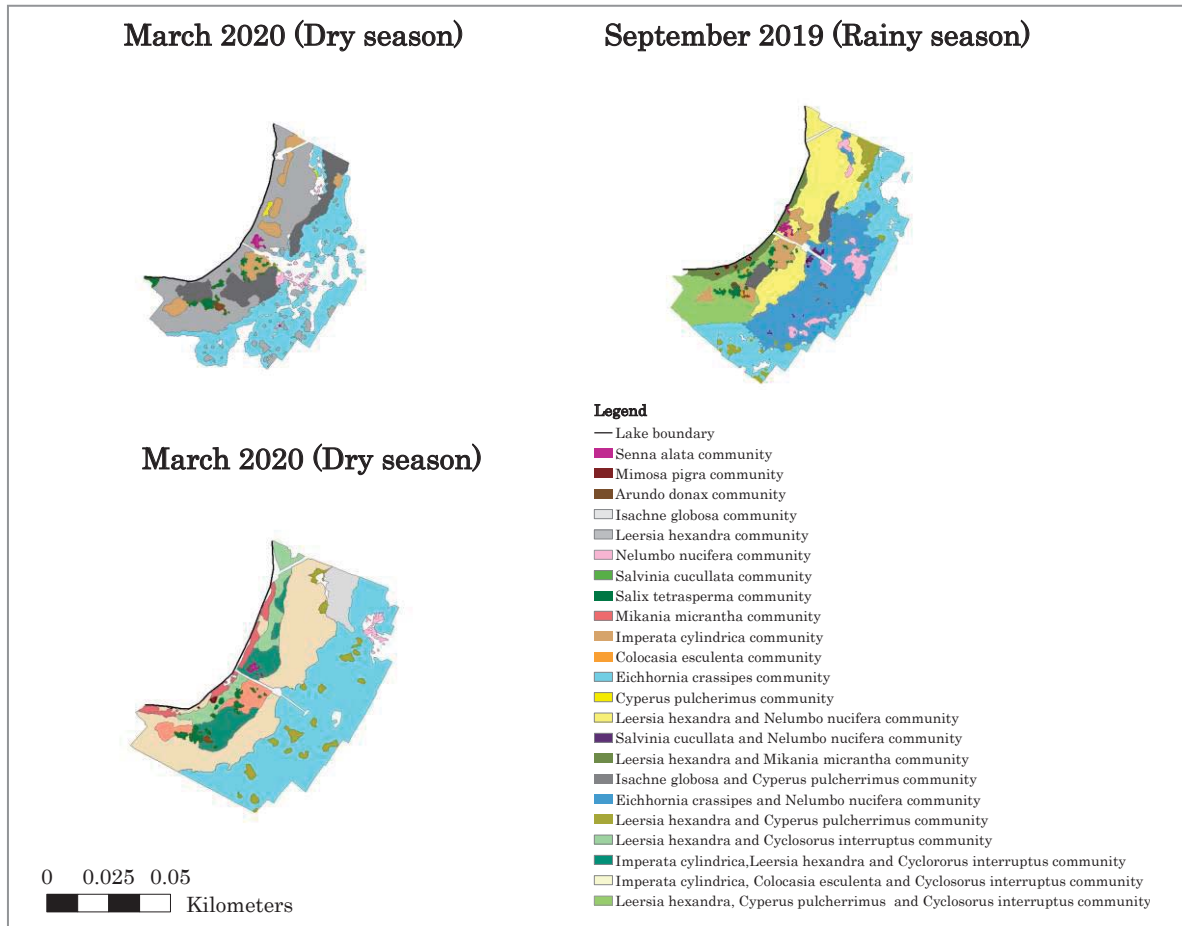 March 2020 (Dry season)
September 2019 (Rainy season)
March 2020 (Dry season)
Legend
Lake boundary
Senna alata community
Mimosa pigra community
Arundo donax community
Isachne globosa community
Leersia hexandra community
Nelumbo nucifera community
Salvinia cucullata community
Salix tetrasperma community
Mikania micrantha community
Imperata cylindrica community
Colocasia esculenta community
Eichhornia crassipes community
Cyperus pulcherimus community
Leersia hexandra and Nelumbo nucifera community
Salvinia cucullata and Nelumbo nucifera community
Leersia hexandra and Mikania micrantha community
Isachne globosa and Cyperus pulcherrimus community
Eichhornia crassipes and Nelumbo nucifera community
Leersia hexandra and Cyperus pulcherrimus community
Leersia hexandra and Cyclosorus interruptus community
Imperata cylindrica,Leersia hexandra and Cyclororus interruptus community
Imperata cylindrica, Colocasia esculenta and Cyclosorus interruptus community
Leersia hexandra, Cyperus pulcherrimus and Cyclosorus interruptus community
0 0.025 0.05
Kilometers